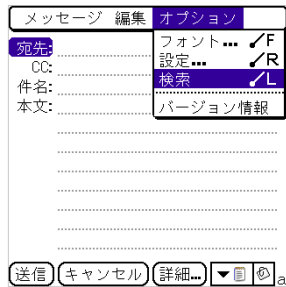 メッセージ 編集 オプション
宛先:
CC:
件名:
本文:
フォント... /F
設定... /R
検索 /L
バージョン情報
送信 キャンセル 詳細... a